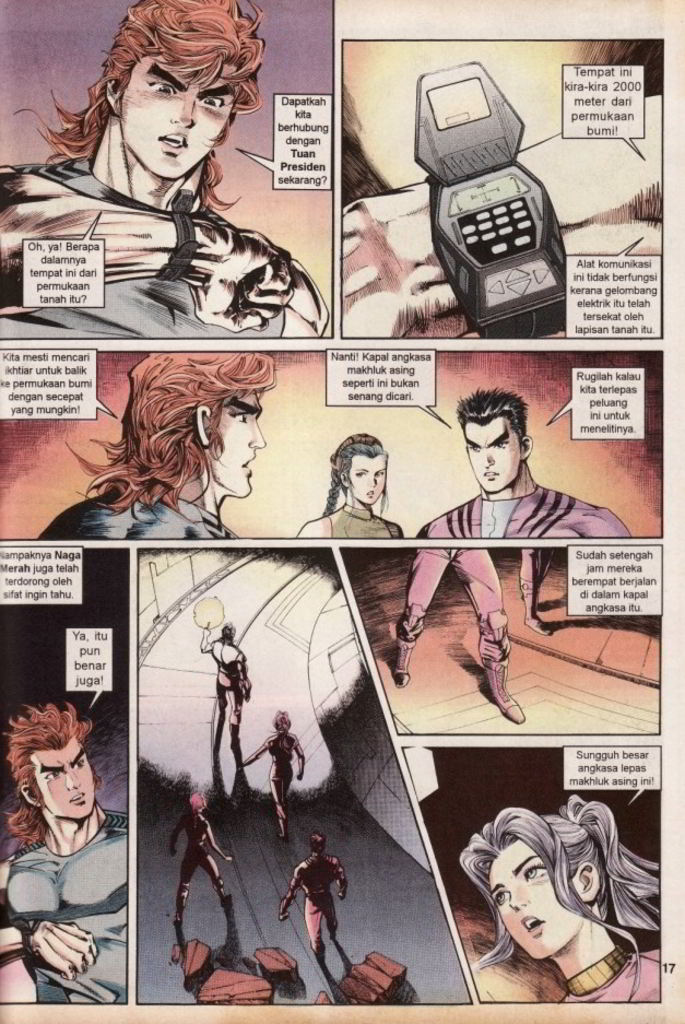 Dapatkah
kita
berhubung
dengan
Tuan
Presiden
sekarang?
Oh, ya! Berapa
dalamnya
tempat ini dari
permukaan
tanah itu?
Tempat ini
kira-kira 2000
meter dari
permukaan
bumi!
Alat komunikasi
ini tidak berfungsi
kerana gelombang
elektrik itu telah
tersekat oleh
lapisan tanah itu.
Kita mesti mencari
ikhtiar untuk balik
ke permukaan bumi
dengan secepat
yang mungkin!
Nanti! Kapal angkasa
makhluk asing
seperti ini bukan
senang dicari.
Rugilah kalau
kita terlepas
peluang
ini untuk
menelitinya.
Nampaknya Naga
Merah juga telah
terdorong oleh
sifat ingin tahu.
Ya, itu
pun
benar
juga!
Sudah setengah
jam mereka
berempat berjalan
di dalam kapal
angkasa itu.
Sungguh besar
angkasa lepas
makhluk asing ini!
17